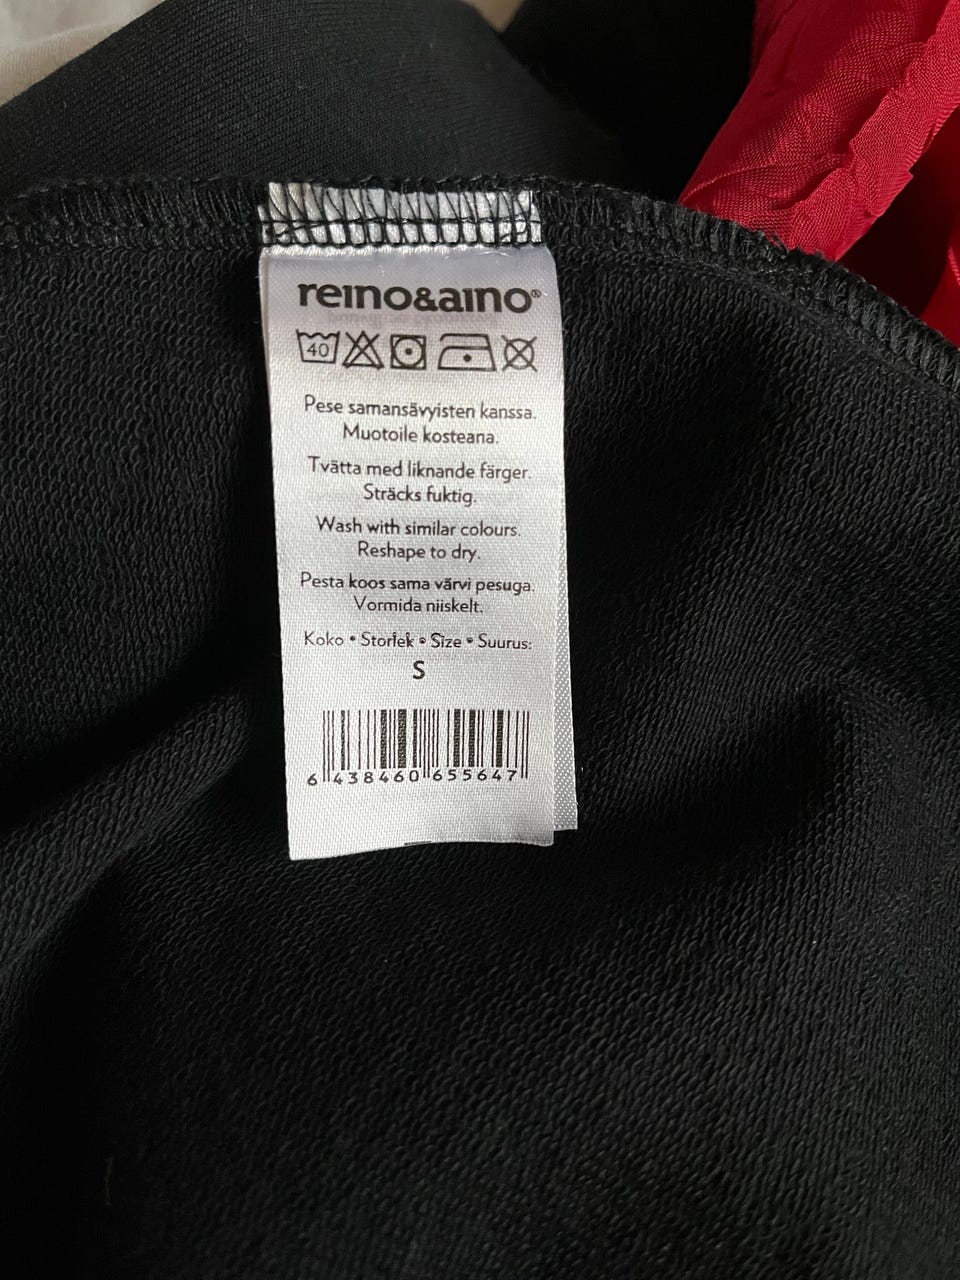 reino&aino®
40
Pese samansävyisten kanssa.
Muotoile kosteana.
Tvätta med liknande färger.
Sträcks fuktig.
Wash with similar colours.
Reshape to dry.
Pesta koos sama värvi pesuga.
Vormida niiskelt.
Koko • Storlek • Size • Suurus:
S
6 438460 655647